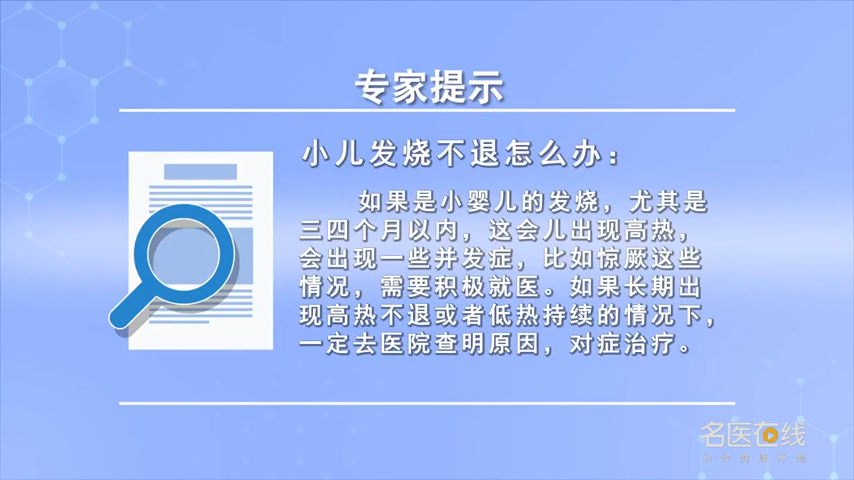 专家提示
小儿发烧不退怎么办：
如果是小婴儿的发烧，尤其是
三四个月以内，这会儿出现高热，
会出现一些并发症，比如惊厥这些
情况，需要积极就医。如果长期出
现高热不退或者低热持续的情况下，
一定去医院查明原因，对症治疗。
名医在线